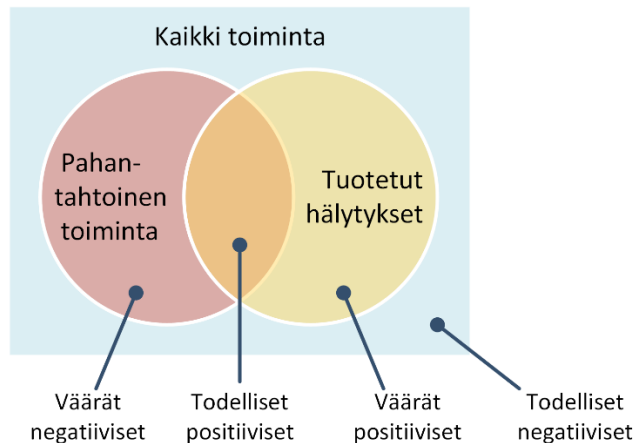 Kaikki toiminta
Pahan-
tahtoinen
toiminta
Tuotetut
hälytykset
Väärät
negatiiviset
Todelliset
positiiviset
Väärät
positiiviset
Todelliset
negatiiviset